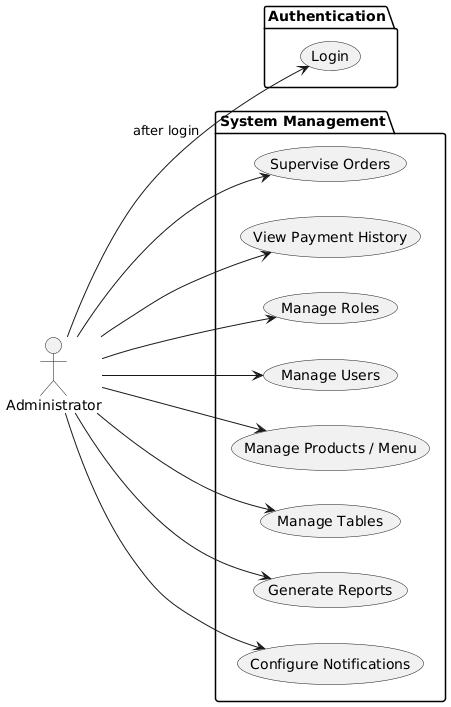 Authentication
Login
after login
System Management
Supervise Orders
View Payment History
Manage Roles
Manage Users
Administrator
Manage Products / Menu
Manage Tables
Generate Reports
Configure Notifications